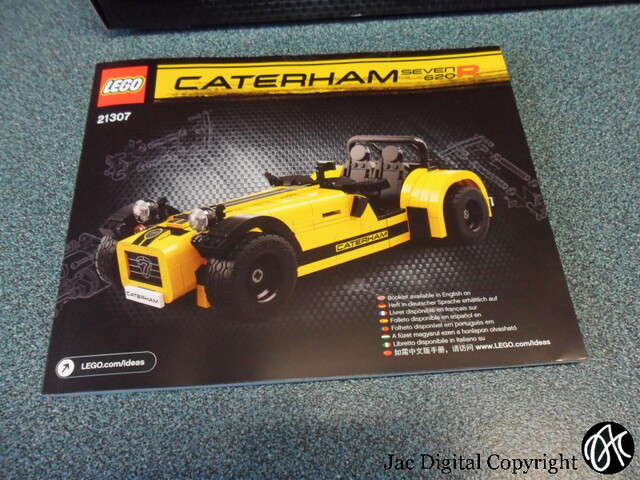 LEGO
CATERHAM SEVEN 620 R
21307
CATERHAM
7
CATERHAM
Booklet available in English on
Heft in deutscher Sprache erhältlich auf
Livret disponible en français sur
Folleto disponible en español en
Folheto disponível em português em
A füzet magyarul ezen a honlapon olvasható
Libretto disponibile in Italiano su
如需中文版手册，请访问 www.LEGO.com/ideas
LEGO.com/ideas
Jac Digital Copyright